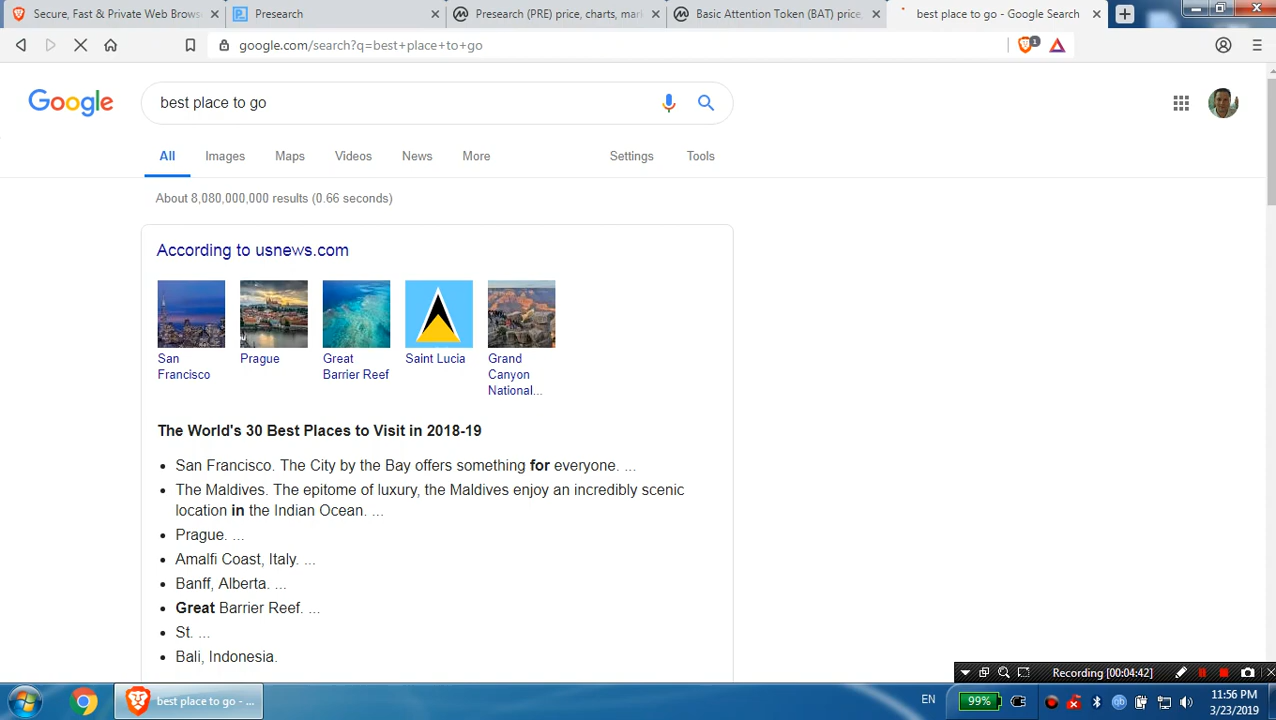 Secure, Fast & Private Web Brows
Presearch
Presearch (PRE) price, charts, mar
Basic Attention Token (BAT) price,
best place to go - Google Search
google.com/search?q=best+place+to+go
1
Google
best place to go
All
Images
Maps
Videos
News
More
Settings
Tools
About 8,080,000,000 results (0.66 seconds)
According to usnews.com
San Francisco
Prague
Great Barrier Reef
Saint Lucia
Grand Canyon National...
The World's 30 Best Places to Visit in 2018-19
San Francisco. The City by the Bay offers something for everyone. ...
The Maldives. The epitome of luxury, the Maldives enjoy an incredibly scenic
location in the Indian Ocean. ...
Prague. ...
Amalfi Coast, Italy. ...
Banff, Alberta. ...
Great Barrier Reef. ...
St. ...
Bali, Indonesia.
Recording [00:04:42]
best place to go - ...
EN
99%
qb
11:56 PM
3/23/2019